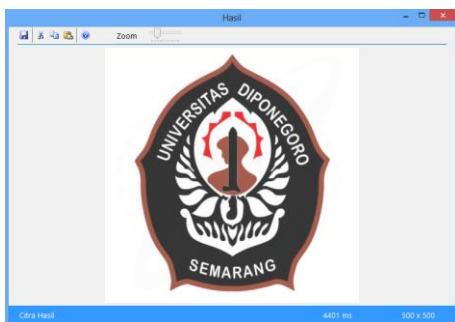 Hasil
Zoom
UNIVERSITAS DIPONEGORO
SEMARANG
Citra Hasil
4401 ms
500 x 500